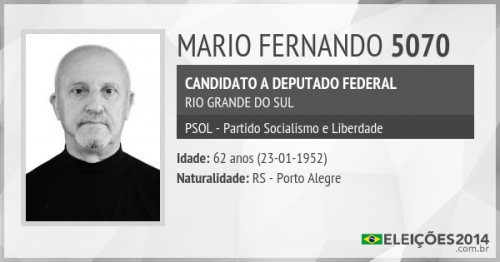 MARIO FERNANDO 5070
CANDIDATO A DEPUTADO FEDERAL
RIO GRANDE DO SUL
PSOL - Partido Socialismo e Liberdade
Idade: 62 anos (23-01-1952)
Naturalidade: RS - Porto Alegre
ELEIÇÕES2014
.com.br